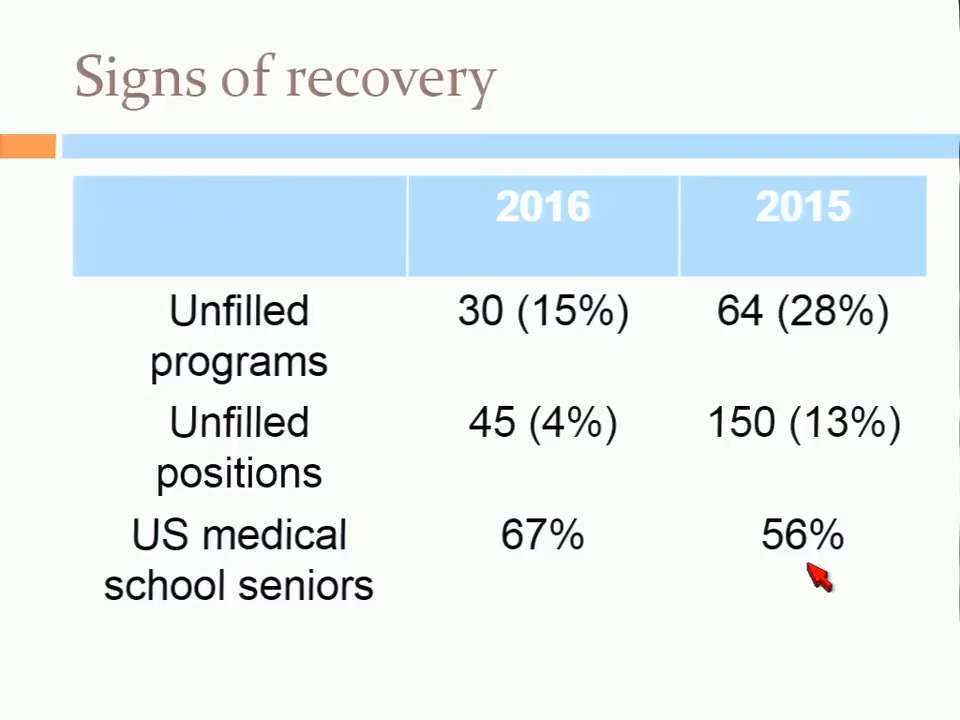 Signs of recovery
2016 2015
Unfilled programs 30 (15%) 64 (28%)
Unfilled positions 45 (4%) 150 (13%)
US medical school seniors 67% 56%